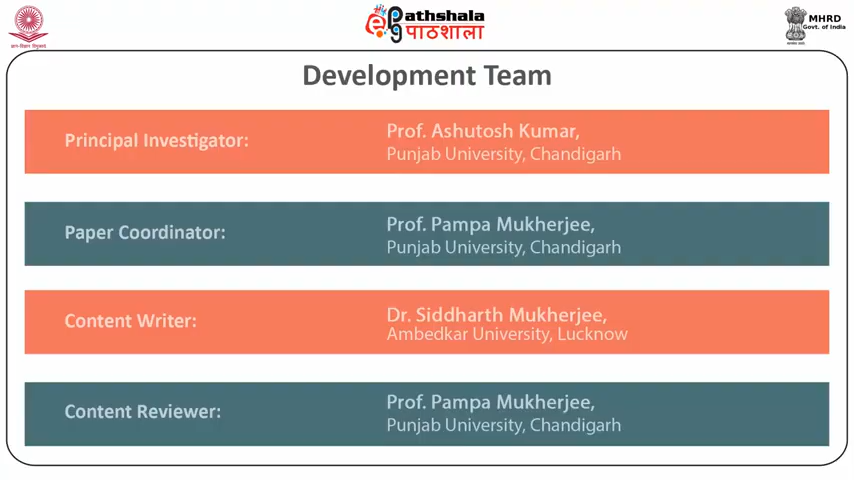 ePathshala
पाठशाला
MHRD
Govt. of India
Development Team
Principal Investigator:
Prof. Ashutosh Kumar,
Punjab University, Chandigarh
Paper Coordinator:
Prof. Pampa Mukherjee,
Punjab University, Chandigarh
Content Writer:
Dr. Siddharth Mukherjee,
Ambedkar University, Lucknow
Content Reviewer:
Prof. Pampa Mukherjee,
Punjab University, Chandigarh